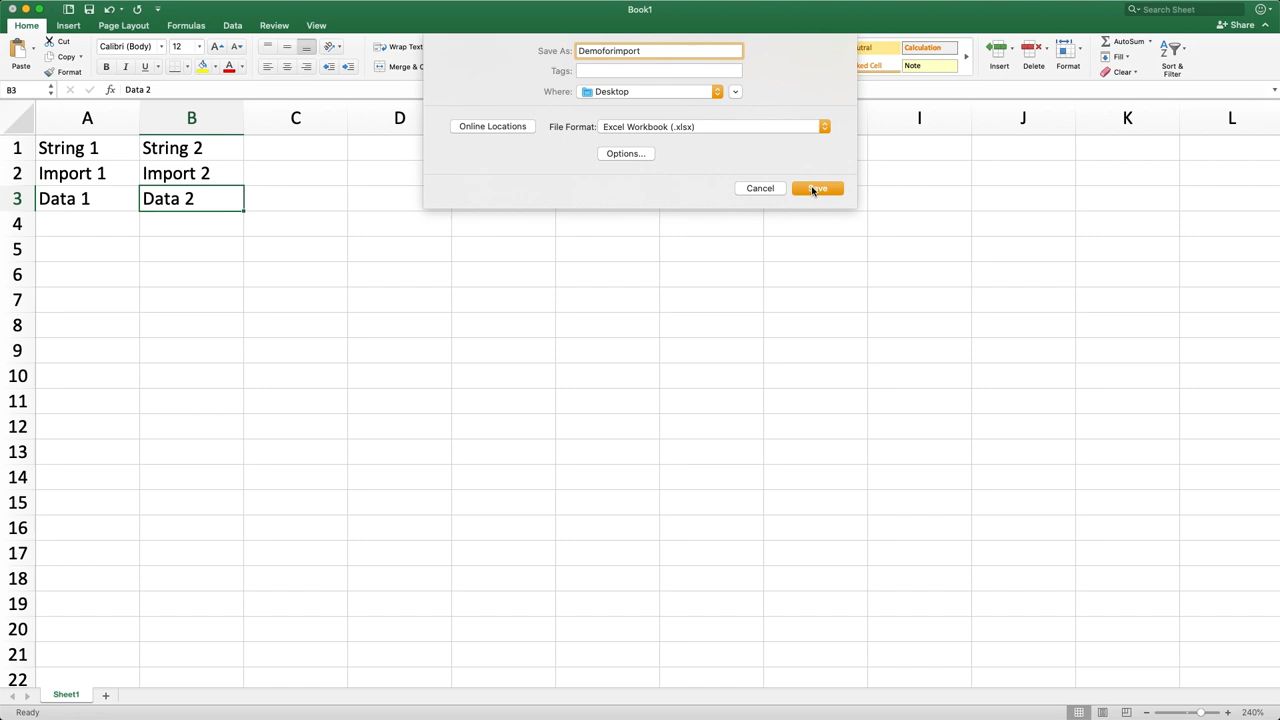 Book1
Search Sheet
Home Insert Page Layout Formulas Data Review View
Share
Paste
Cut
Copy
Format
Calibri (Body) 12
B I U
Wrap Text
Merge & C
Save As: Demoforimport
Tags:
Where: Desktop
Online Locations File Format: Excel Workbook (.xlsx)
Options...
Cancel
Calculation
Note
Insert Delete Format
AutoSum
Fill
Clear
Sort & Filter
B3 fx Data 2
A B C D I J K L
1 String 1 String 2
2 Import 1 Import 2
3 Data 1 Data 2
4
5
6
7
8
9
10
11
12
13
14
15
16
17
18
19
20
21
22
Sheet1
Ready
240%